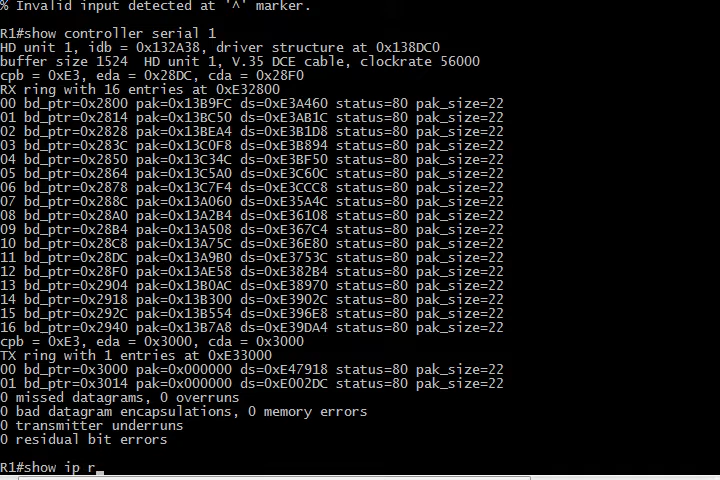 % Invalid input detected at '^' marker.
R1#show controller serial 1
HD unit 1, idb = 0x132A38, driver structure at 0x138DC0
buffer size 1524  HD unit 1, V.35 DCE cable, clockrate 56000
cpb = 0xE3, eda = 0x28DC, cda = 0x28F0
RX ring with 16 entries at 0xE32800
00 bd_ptr=0x2800 pak=0x13B9FC ds=0xE3A460 status=80 pak_size=22
01 bd_ptr=0x2814 pak=0x13BC50 ds=0xE3AB1C status=80 pak_size=22
02 bd_ptr=0x2828 pak=0x13BEA4 ds=0xE3B1D8 status=80 pak_size=22
03 bd_ptr=0x283C pak=0x13C0F8 ds=0xE3B894 status=80 pak_size=22
04 bd_ptr=0x2850 pak=0x13C34C ds=0xE3BF50 status=80 pak_size=22
05 bd_ptr=0x2864 pak=0x13C5A0 ds=0xE3C60C status=80 pak_size=22
06 bd_ptr=0x2878 pak=0x13C7F4 ds=0xE3CCC8 status=80 pak_size=22
07 bd_ptr=0x288C pak=0x13A060 ds=0xE35A4C status=80 pak_size=22
08 bd_ptr=0x28A0 pak=0x13A2B4 ds=0xE36108 status=80 pak_size=22
09 bd_ptr=0x28B4 pak=0x13A508 ds=0xE367C4 status=80 pak_size=22
10 bd_ptr=0x28C8 pak=0x13A75C ds=0xE36E80 status=80 pak_size=22
11 bd_ptr=0x28DC pak=0x13A9B0 ds=0xE3753C status=80 pak_size=22
12 bd_ptr=0x28F0 pak=0x13AE58 ds=0xE382B4 status=80 pak_size=22
13 bd_ptr=0x2904 pak=0x13B0AC ds=0xE38970 status=80 pak_size=22
14 bd_ptr=0x2918 pak=0x13B300 ds=0xE3902C status=80 pak_size=22
15 bd_ptr=0x292C pak=0x13B554 ds=0xE396E8 status=80 pak_size=22
16 bd_ptr=0x2940 pak=0x13B7A8 ds=0xE39DA4 status=80 pak_size=22
cpb = 0xE3, eda = 0x3000, cda = 0x3000
TX ring with 1 entries at 0xE33000
00 bd_ptr=0x3000 pak=0x000000 ds=0xE47918 status=80 pak_size=22
01 bd_ptr=0x3014 pak=0x000000 ds=0xE002DC status=80 pak_size=22
0 missed datagrams, 0 overruns
0 bad datagram encapsulations, 0 memory errors
0 transmitter underruns
0 residual bit errors
R1#show ip r_